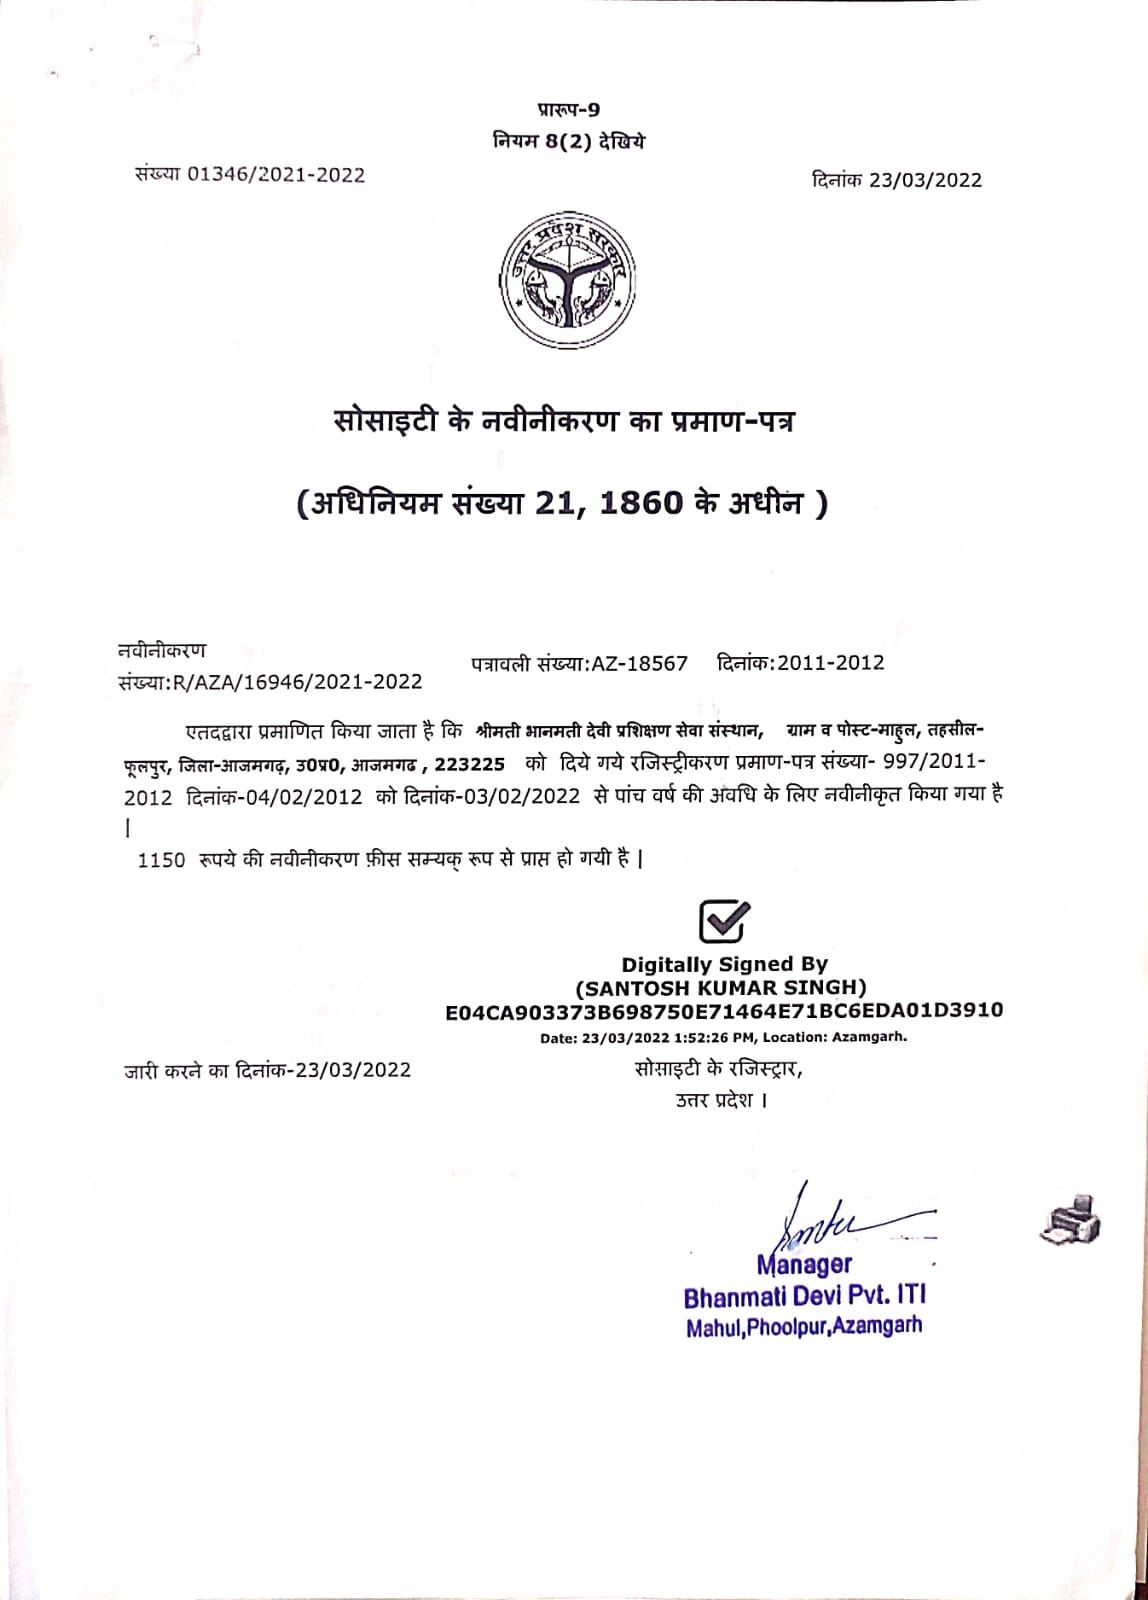 प्रारूप-9
नियम 8(2) देखिये
संख्या 01346/2021-2022
दिनांक 23/03/2022
उत्तर प्रदेश सरकार
सोसाइटी के नवीनीकरण का प्रमाण-पत्र
(अधिनियम संख्या 21, 1860 के अधीन )
नवीनीकरण
संख्या:R/AZA/16946/2021-2022
पत्रावली संख्या:AZ-18567 दिनांक:2011-2012
एतदद्वारा प्रमाणित किया जाता है कि श्रीमती भानमती देवी प्रशिक्षण सेवा संस्थान, ग्राम व पोस्ट-माहुल, तहसील-
फूलपुर, जिला-आजमगढ़, उ0प्र0, आजमगढ , 223225 को दिये गये रजिस्ट्रीकरण प्रमाण-पत्र संख्या- 997/2011-
2012 दिनांक-04/02/2012 को दिनांक-03/02/2022 से पांच वर्ष की अवधि के लिए नवीनीकृत किया गया है
|
1150 रूपये की नवीनीकरण फ़ीस सम्यक् रूप से प्राप्त हो गयी है |
Digitally Signed By
(SANTOSH KUMAR SINGH)
E04CA903373B698750E71464E71BC6EDA01D3910
Date: 23/03/2022 1:52:26 PM, Location: Azamgarh.
जारी करने का दिनांक-23/03/2022
सोसाइटी के रजिस्ट्रार,
उत्तर प्रदेश ।
Manager
Bhanmati Devi Pvt. ITI
Mahul,Phoolpur,Azamgarh